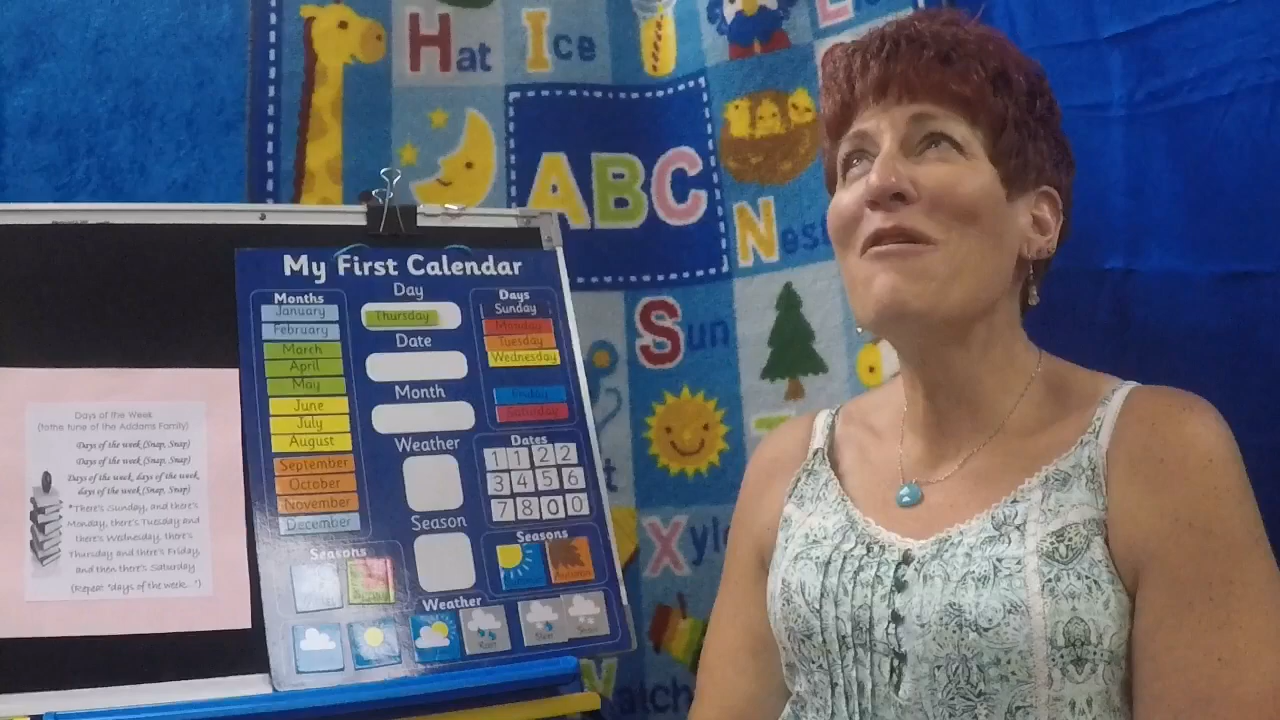 Hat Ice
ABC
Nest
Sun
Xylo
atch
My First Calendar
Months
January
February
March
April
May
June
July
August
September
October
November
December
Day
Thursday
Date
Month
Weather
Season
Days
Sunday
Monday
Tuesday
Wednesday
Friday
Saturday
Dates
1 1 2 2
3 4 5 6
7 8 0 0
Seasons
Seasons
Autumn
Weather
Rain
Days of the Week
(to the tune of the Addams Family)
Days of the week (Snap, Snap)
Days of the week (Snap, Snap)
Days of the week, days of the week,
days of the week (Snap, Snap)
"There's Sunday, and there's
Monday, there's Tuesday and
there's Wednesday, there's
Thursday and there's Friday,
and then there's Saturday
(Repeat "days of the week...")